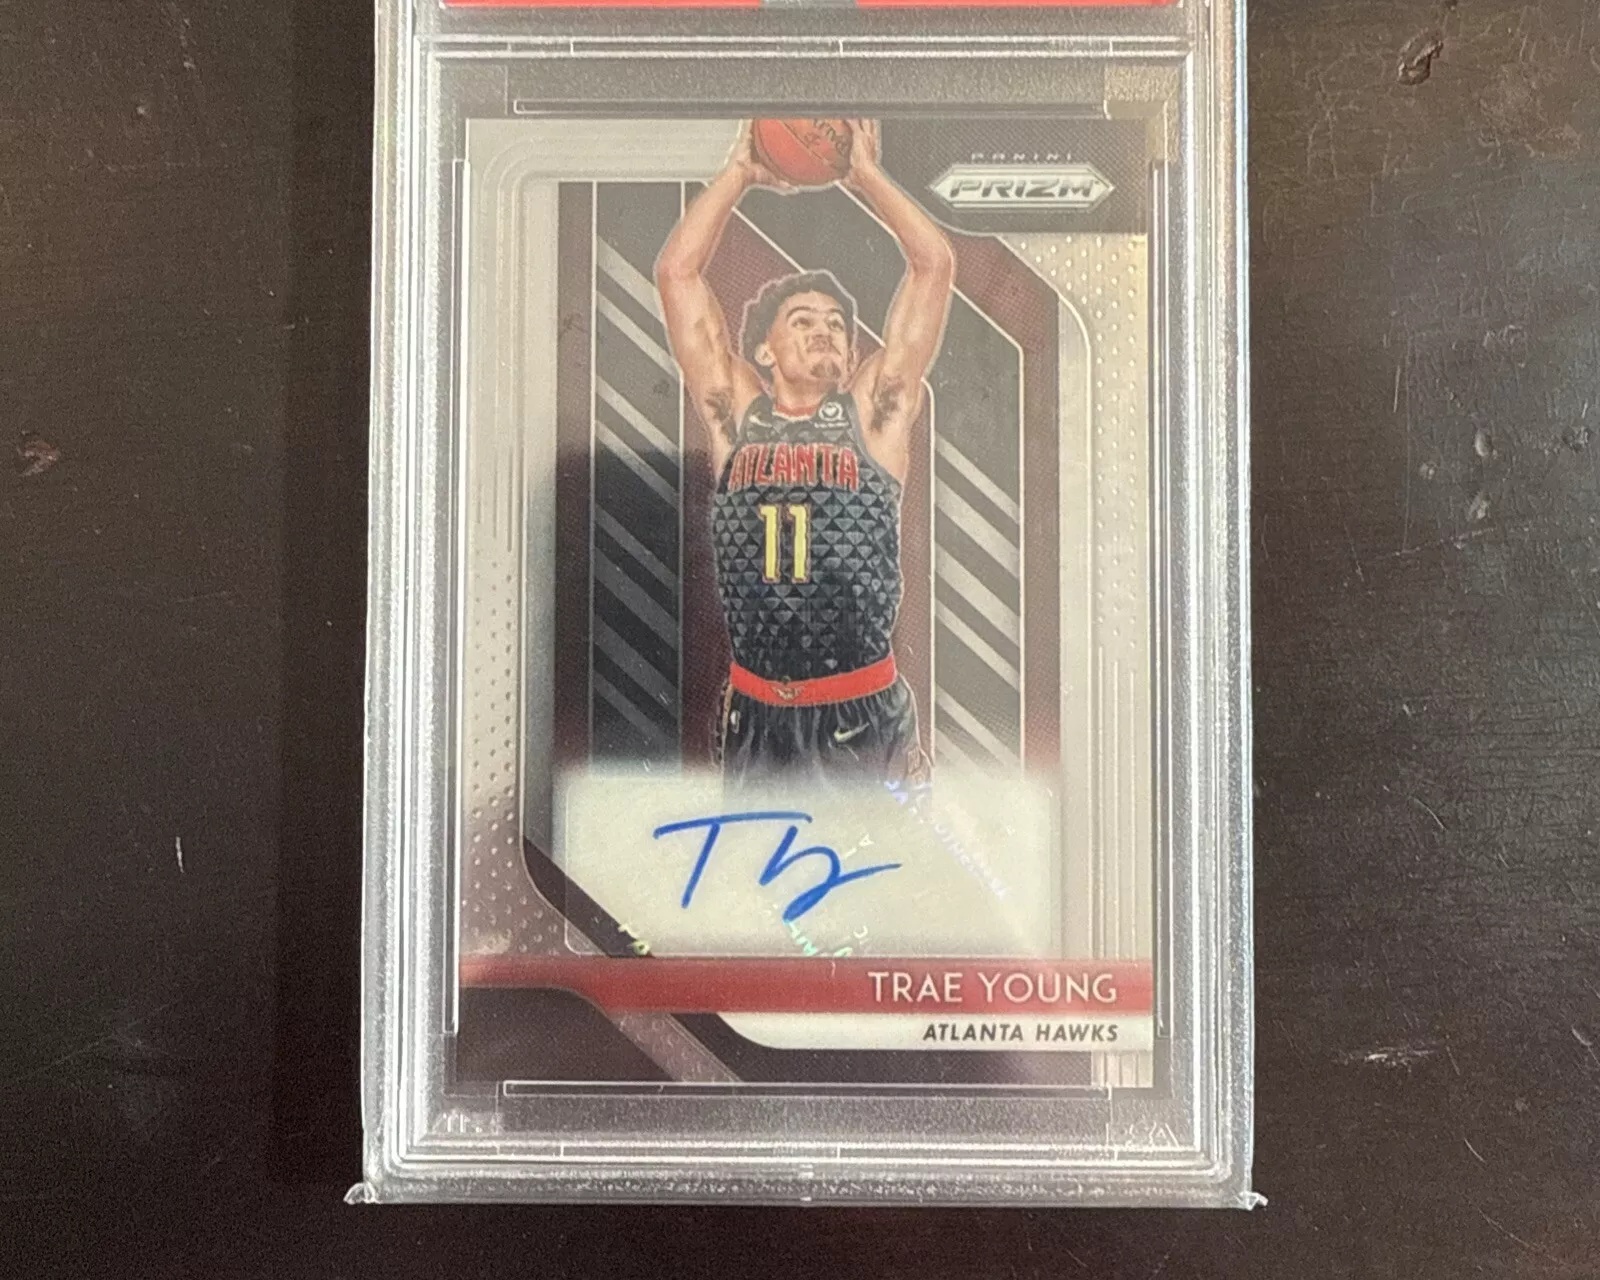 PANINI
PRIZM
ATLANTA
11
TRAE YOUNG
ATLANTA HAWKS